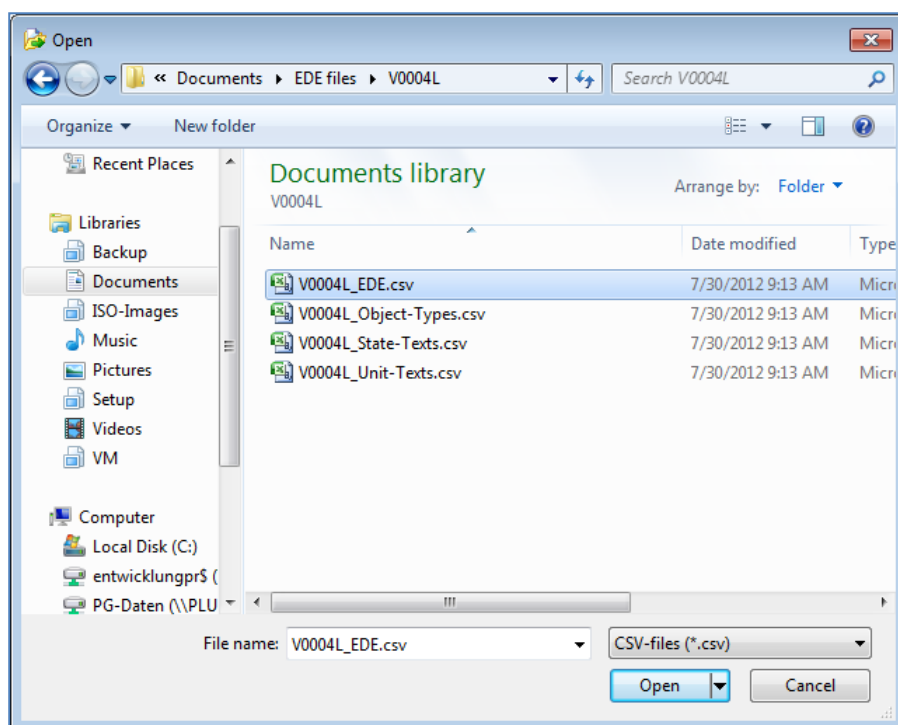 Open
« Documents ▸ EDE files ▸ V0004L
Search V0004L
Organize
New folder
Recent Places
Libraries
Backup
Documents
ISO-Images
Music
Pictures
Setup
Videos
VM
Computer
Local Disk (C:)
entwicklungpr$ (
PG-Daten (\\PLU
Documents library
V0004L
Arrange by: Folder
Name Date modified Type
V0004L_EDE.csv 7/30/2012 9:13 AM Micr
V0004L_Object-Types.csv 7/30/2012 9:13 AM Micr
V0004L_State-Texts.csv 7/30/2012 9:13 AM Micr
V0004L_Unit-Texts.csv 7/30/2012 9:13 AM Micr
File name: V0004L_EDE.csv CSV-files (*.csv)
Open Cancel